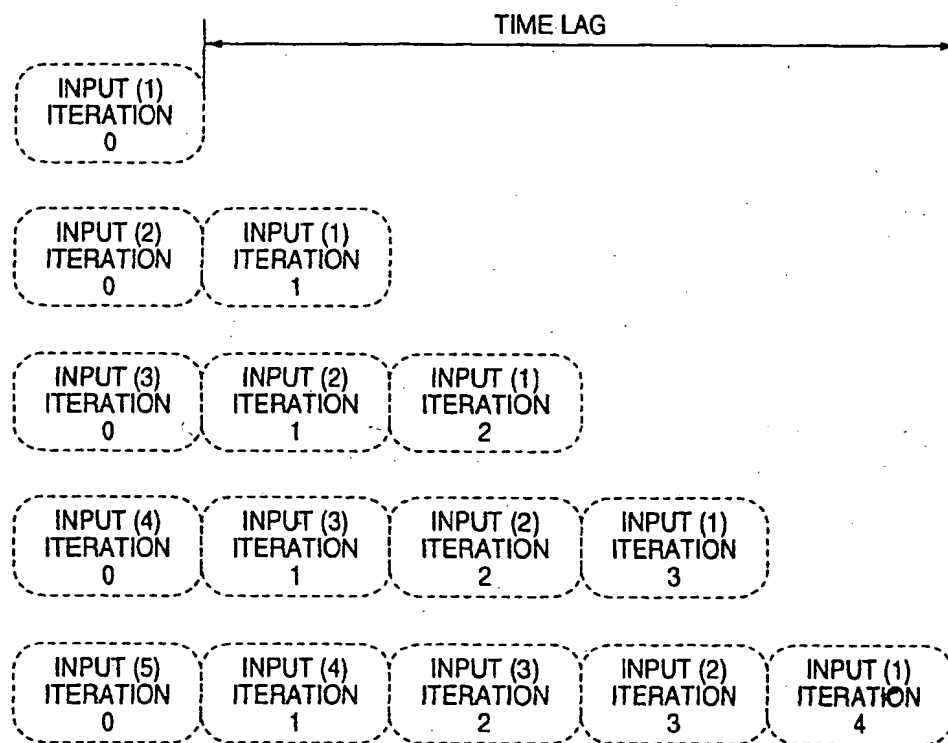 TIME LAG
INPUT (1)
ITERATION
0
INPUT (2)
ITERATION
0
INPUT (1)
ITERATION
1
INPUT (3)
ITERATION
0
INPUT (2)
ITERATION
1
INPUT (1)
ITERATION
2
INPUT (4)
ITERATION
0
INPUT (3)
ITERATION
1
INPUT (2)
ITERATION
2
INPUT (1)
ITERATION
3
INPUT (5)
ITERATION
0
INPUT (4)
ITERATION
1
INPUT (3)
ITERATION
2
INPUT (2)
ITERATION
3
INPUT (1)
ITERATION
4